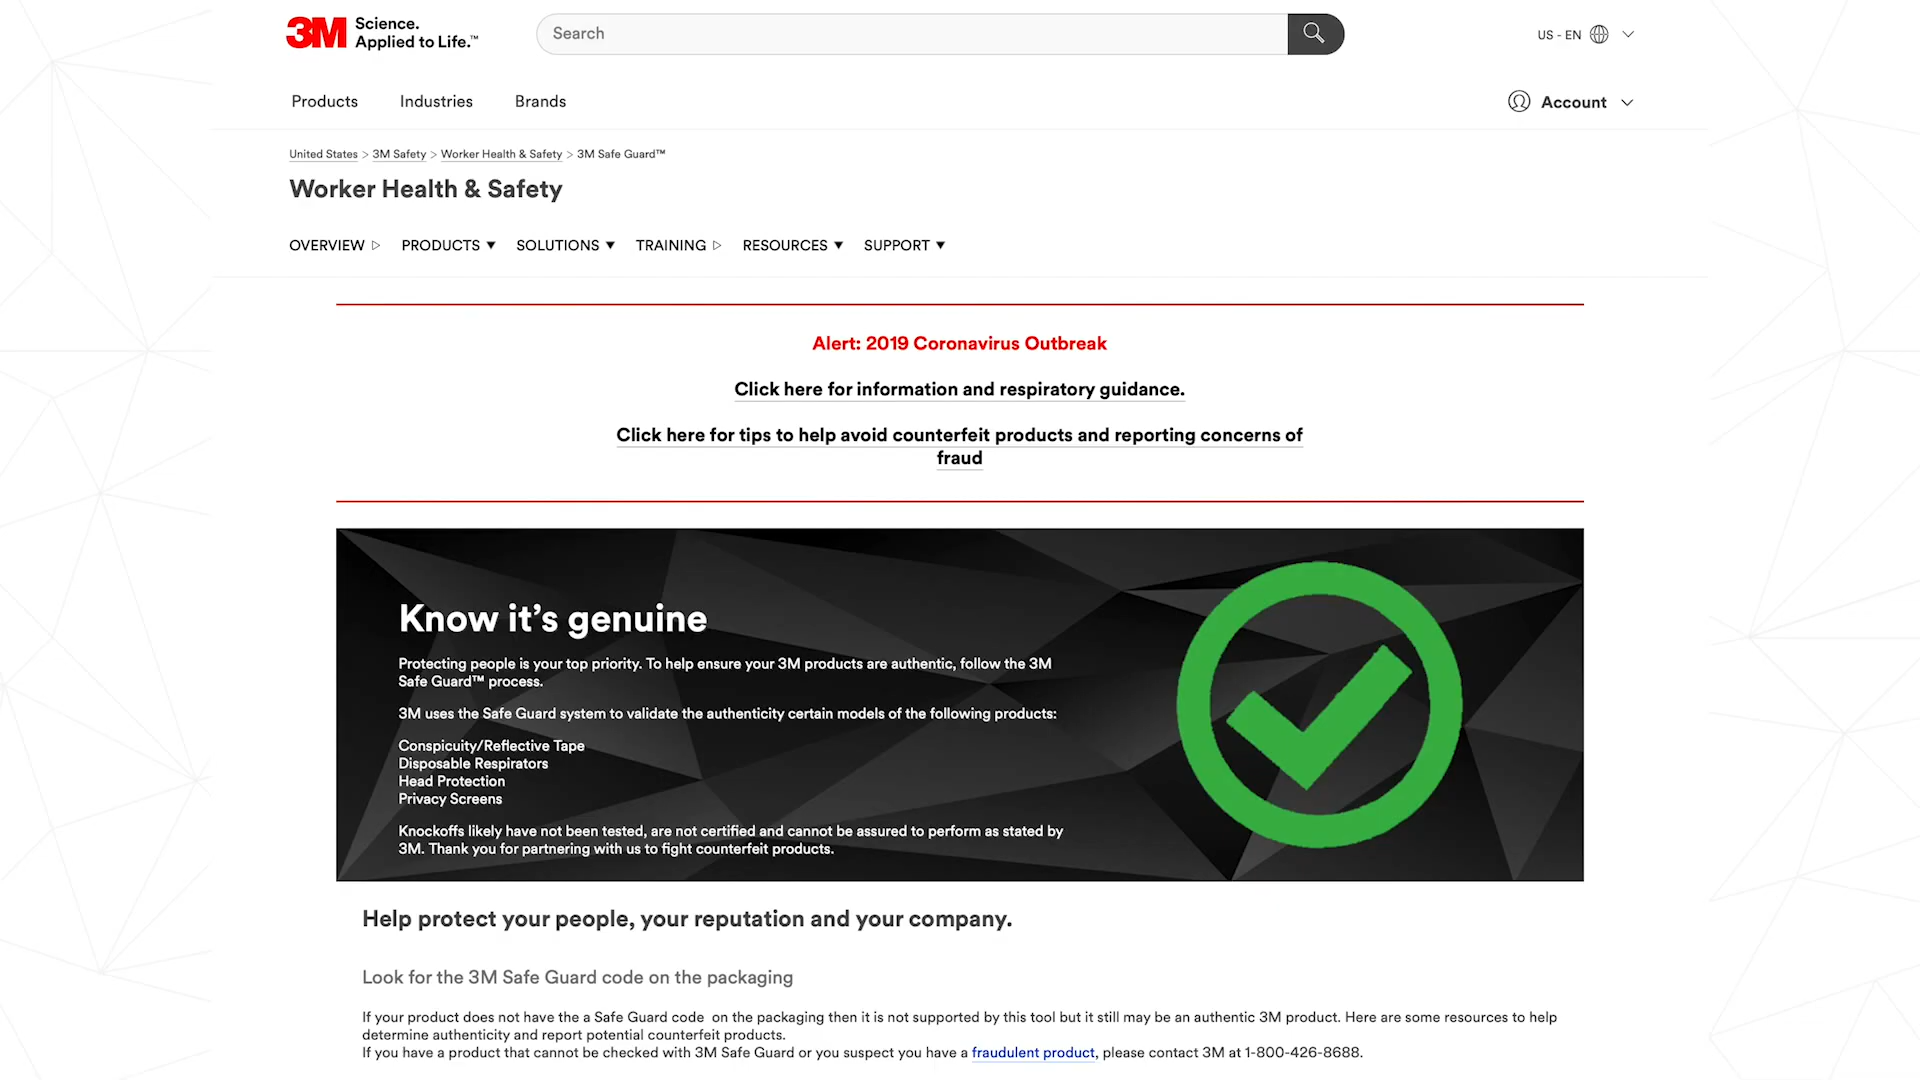 3M Science.
Applied to Life.™
Search
US - EN
Products Industries Brands
Account
United States > 3M Safety > Worker Health & Safety > 3M Safe Guard™
Worker Health & Safety
OVERVIEW ▷ PRODUCTS ▼ SOLUTIONS ▼ TRAINING ▷ RESOURCES ▼ SUPPORT ▼
Alert: 2019 Coronavirus Outbreak
Click here for information and respiratory guidance.
Click here for tips to help avoid counterfeit products and reporting concerns of
fraud
Know it’s genuine
Protecting people is your top priority. To help ensure your 3M products are authentic, follow the 3M
Safe Guard™ process.
3M uses the Safe Guard system to validate the authenticity certain models of the following products:
Conspicuity/Reflective Tape
Disposable Respirators
Head Protection
Privacy Screens
Knockoffs likely have not been tested, are not certified and cannot be assured to perform as stated by
3M. Thank you for partnering with us to fight counterfeit products.
Help protect your people, your reputation and your company.
Look for the 3M Safe Guard code on the packaging
If your product does not have the a Safe Guard code on the packaging then it is not supported by this tool but it still may be an authentic 3M product. Here are some resources to help
determine authenticity and report potential counterfeit products.
If you have a product that cannot be checked with 3M Safe Guard or you suspect you have a fraudulent product, please contact 3M at 1-800-426-8688.